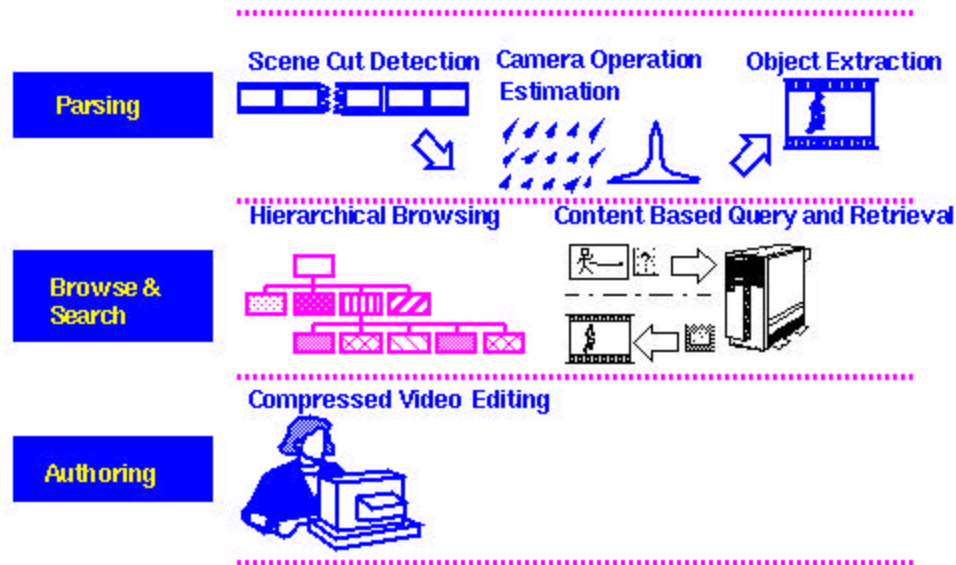 Parsing
Scene Cut Detection
Camera Operation
Estimation
Object Extraction
Browse &
Search
Hierarchical Browsing
Content Based Query and Retrieval
Authoring
Compressed Video Editing